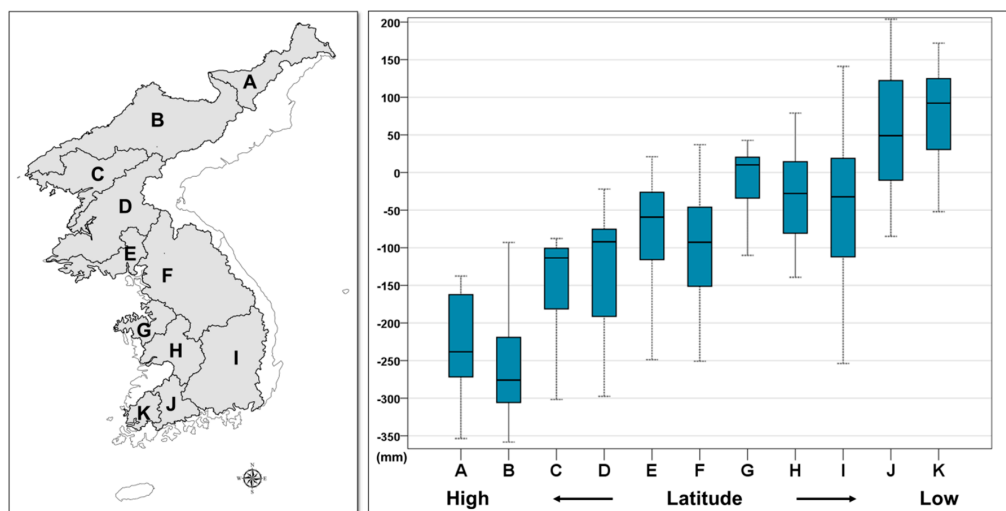 A
B
C
D
E
F
G
H
I
K
J
N
W
E
S
200
150
100
50
0
-50
-100
-150
-200
-250
-300
-350
(mm)
A B C D E F G H I J K
High Latitude Low